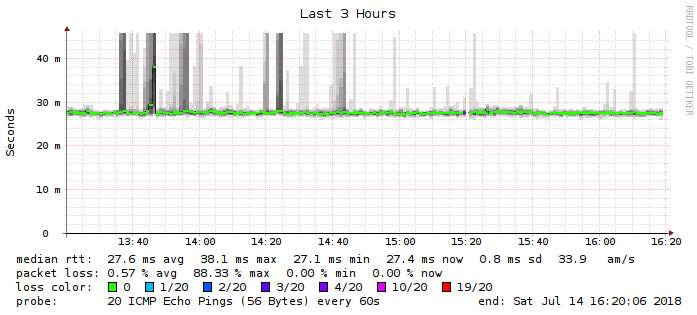 Last 3 Hours
RRDTOOL / TOBI OETIKER
Seconds
40 m
30 m
20 m
10 m
0
13:40 14:00 14:20 14:40 15:00 15:20 15:40 16:00 16:20
median rtt: 27.6 ms avg 38.1 ms max 27.1 ms min 27.4 ms now 0.8 ms sd 33.9 am/s
packet loss: 0.57 % avg 88.33 % max 0.00 % min 0.00 % now
loss color: 0 1/20 2/20 3/20 4/20 10/20 19/20
probe: 20 ICMP Echo Pings (56 Bytes) every 60s end: Sat Jul 14 16:20:06 2018